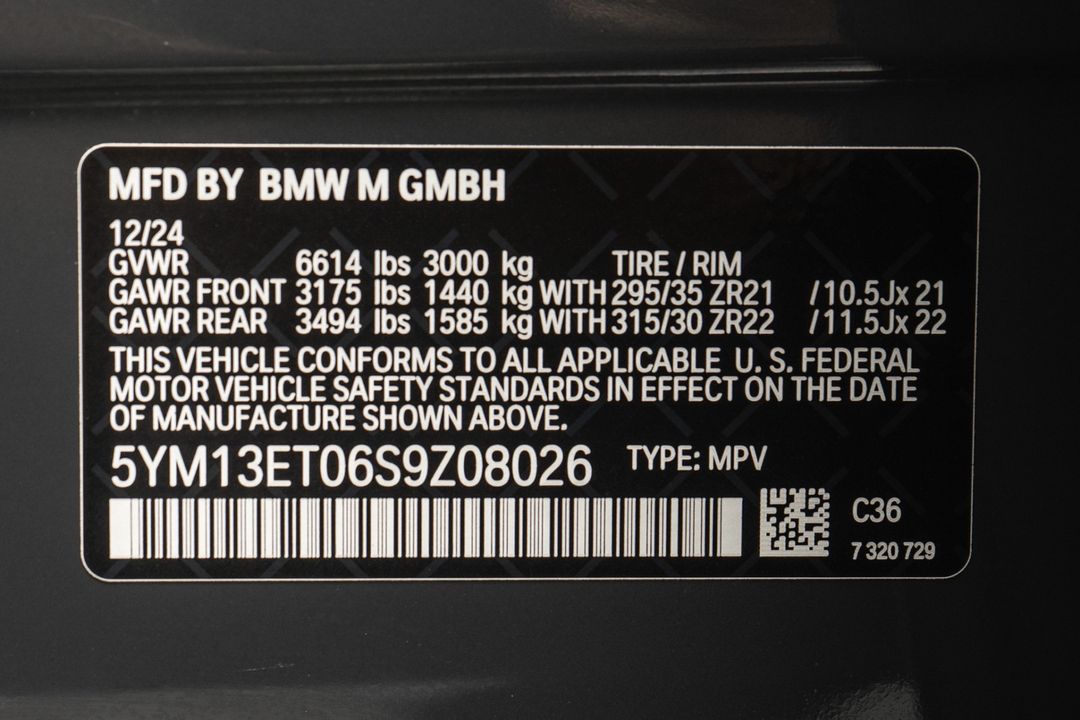 MFD BY BMW M GMBH
12/24
GVWR 6614 lbs 3000 kg TIRE / RIM
GAWR FRONT 3175 lbs 1440 kg WITH 295/35 ZR21 /10.5Jx 21
GAWR REAR 3494 lbs 1585 kg WITH 315/30 ZR22 /11.5Jx 22
THIS VEHICLE CONFORMS TO ALL APPLICABLE U. S. FEDERAL
MOTOR VEHICLE SAFETY STANDARDS IN EFFECT ON THE DATE
OF MANUFACTURE SHOWN ABOVE.
5YM13ET06S9Z08026 TYPE: MPV
C36
7 320 729